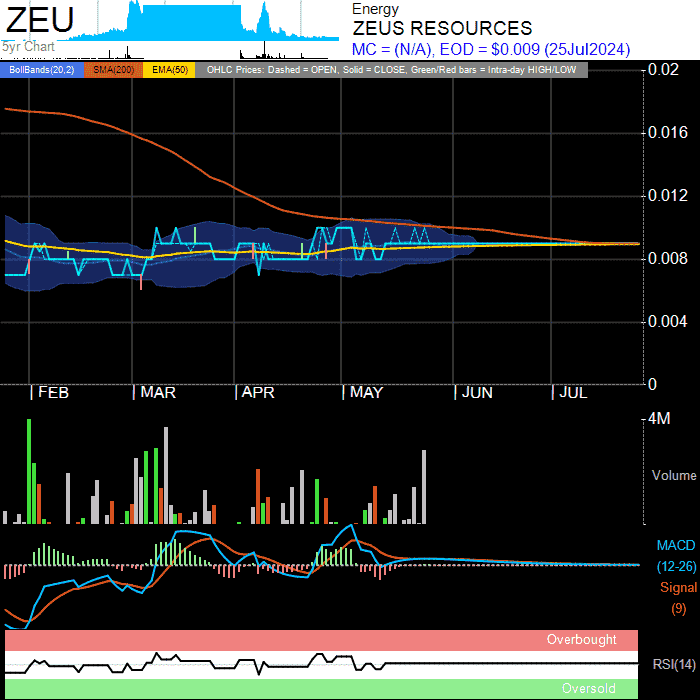 ZEU
5yr Chart
Energy
ZEUS RESOURCES
MC = (N/A), EOD = $0.009 (25Jul2024)
BollBands(20,2) SMA(200) EMA(50) OHLC Prices: Dashed = OPEN, Solid = CLOSE, Green/Red bars = Intra-day HIGH/LOW
0.02
0.016
0.012
0.008
0.004
0
FEB MAR APR MAY JUN JUL
4M
Volume
MACD
(12-26)
Signal
(9)
Overbought
RSI(14)
Oversold